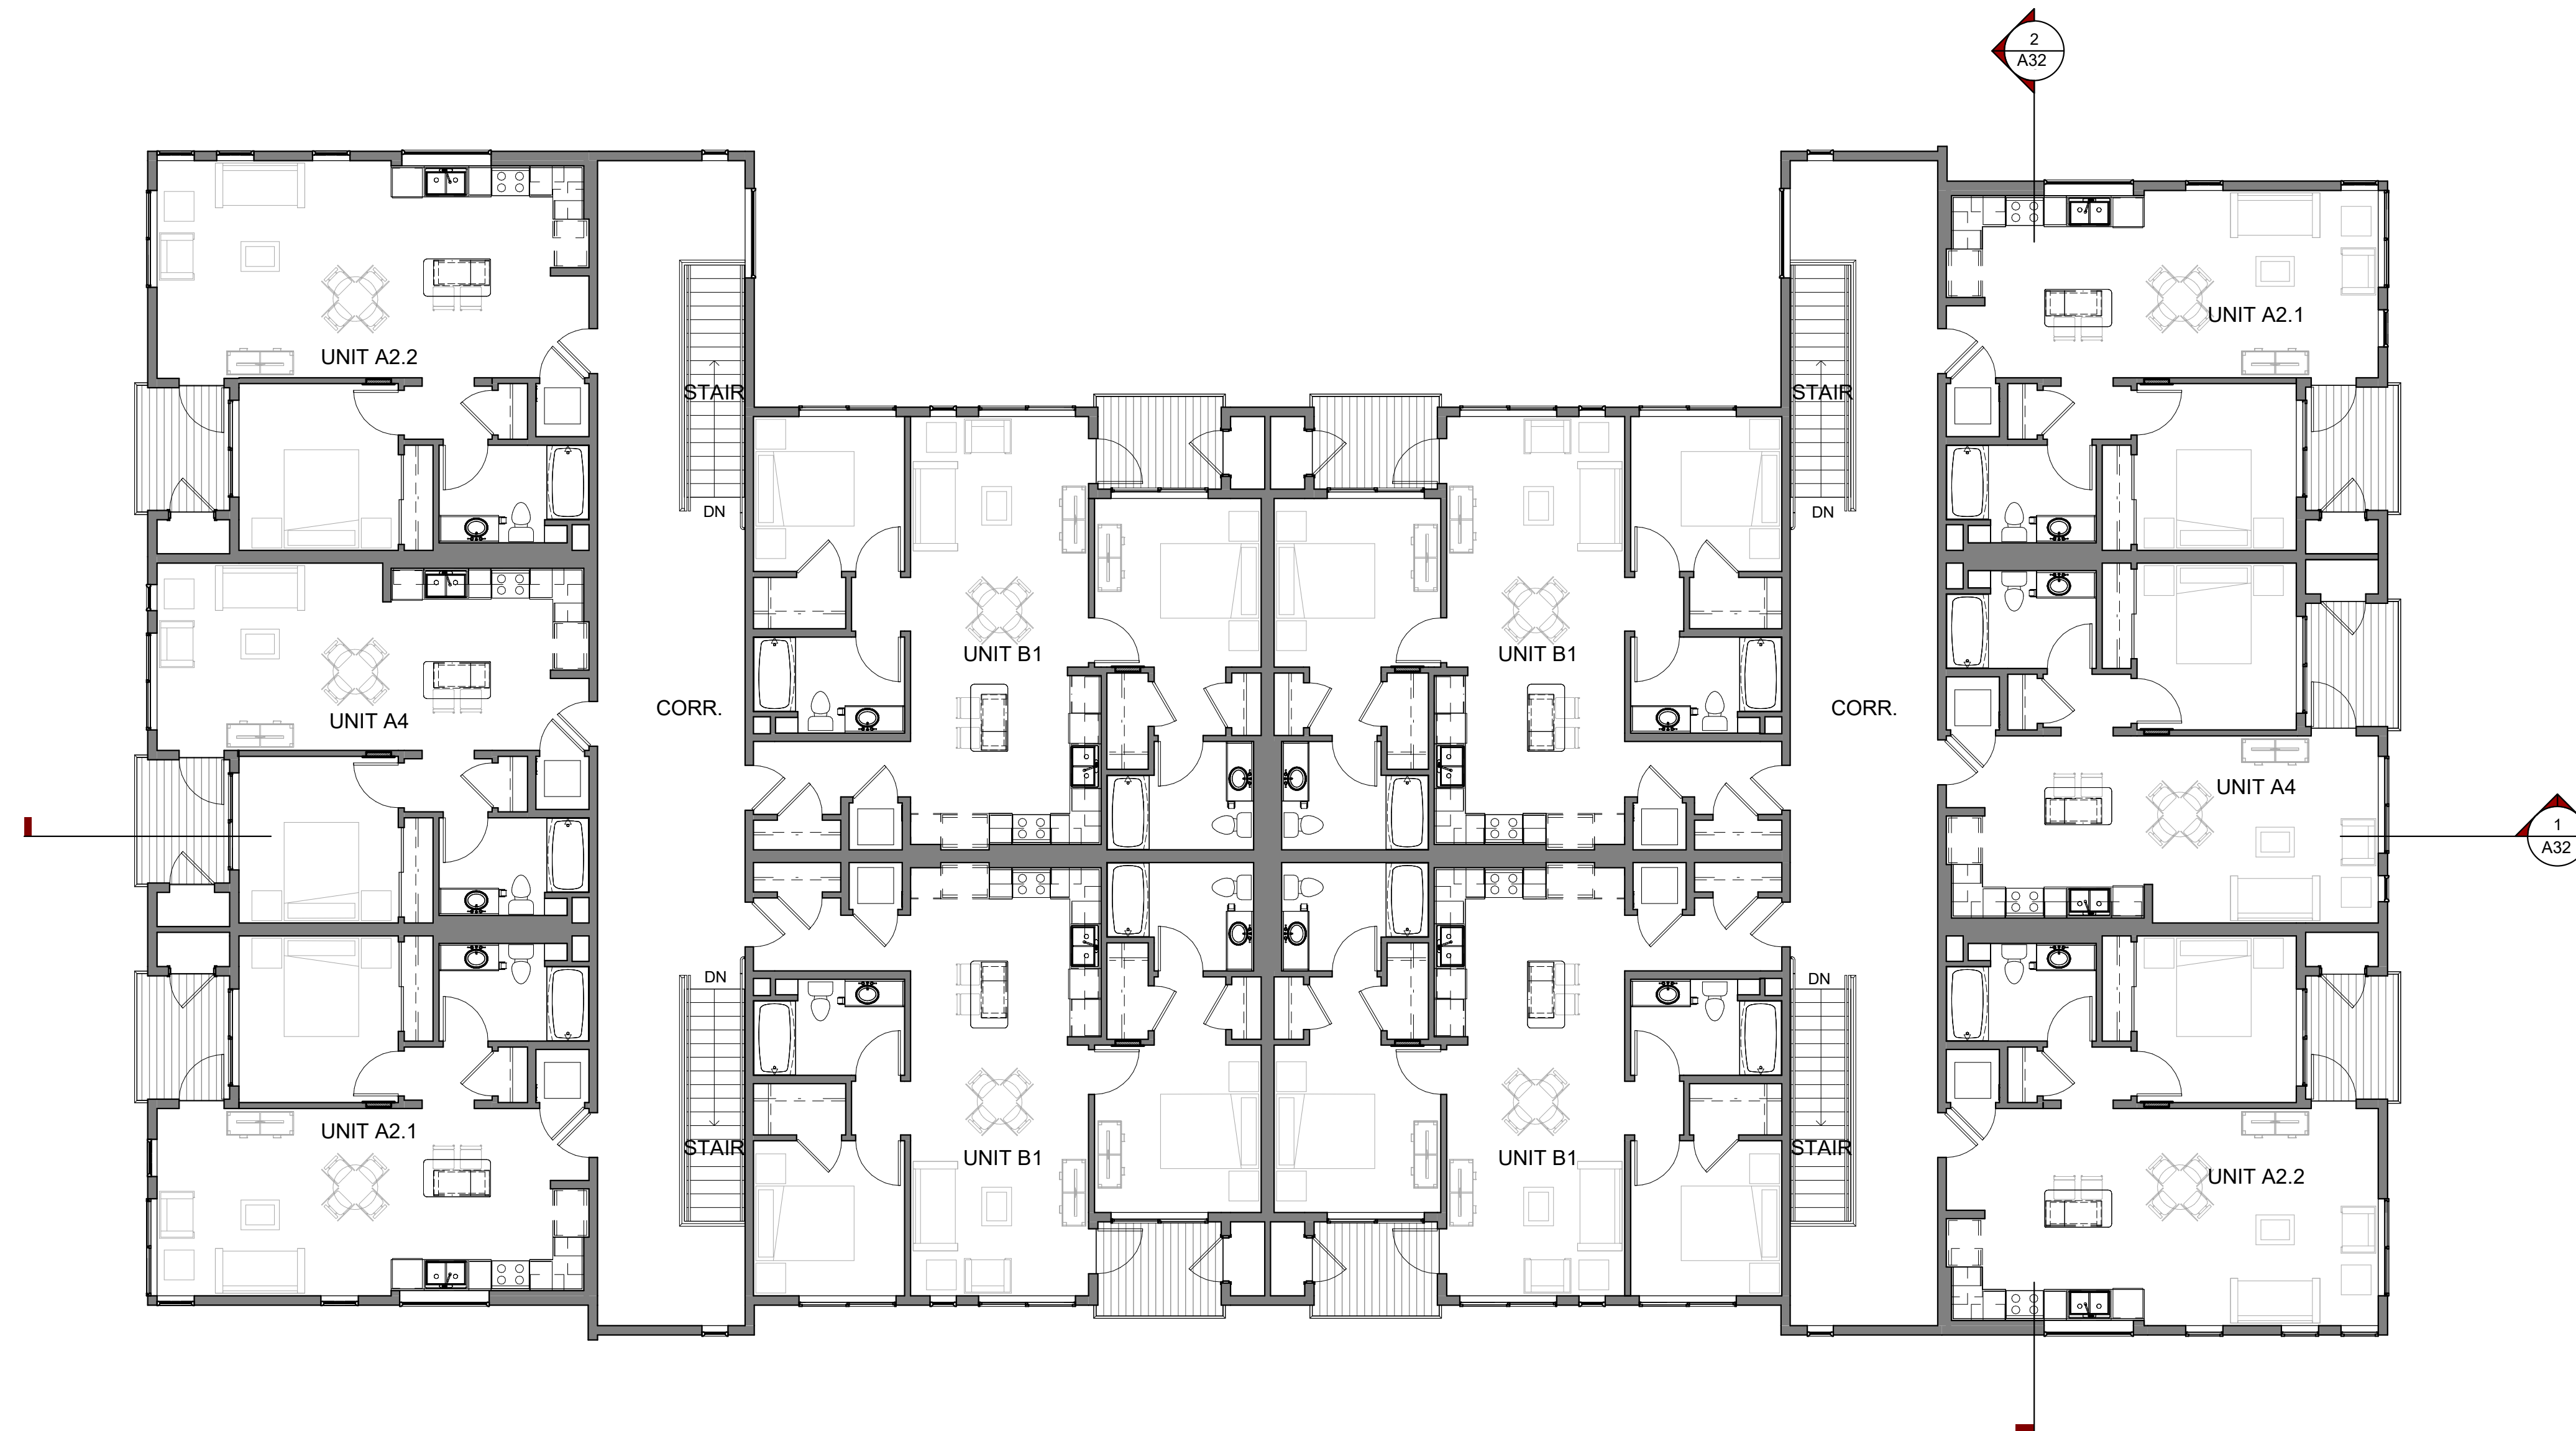 2
A32
UNIT A2.1
UNIT A2.2
STAIR
STAIR
DN
DN
UNIT B1
UNIT B1
CORR.
CORR.
UNIT A4
UNIT A4
1
A32
DN
DN
UNIT A2.1
STAIR
STAIR
UNIT B1
UNIT B1
UNIT A2.2